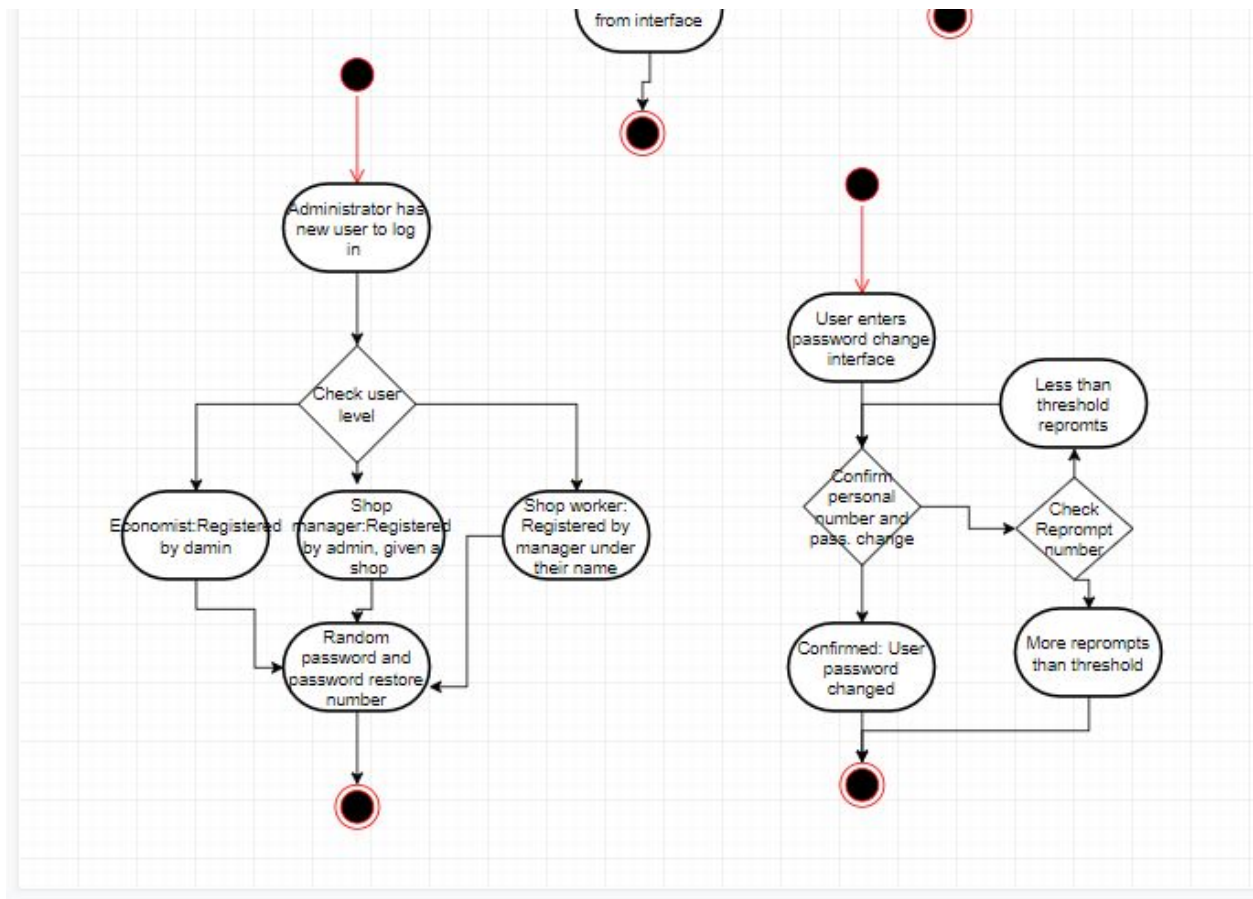 from interface
Administrator has
new user to log
in
Check user
level
Economist:Registered
by damin
Shop
manager:Registered
by admin, given a
shop
Shop worker:
Registered by
manager under
their name
Random
password and
password restore
number
User enters
password change
interface
Less than
threshold
repromts
Confirm
personal
number and
pass. change
Check
Reprompt
number
Confirmed: User
password
changed
More reprompts
than threshold